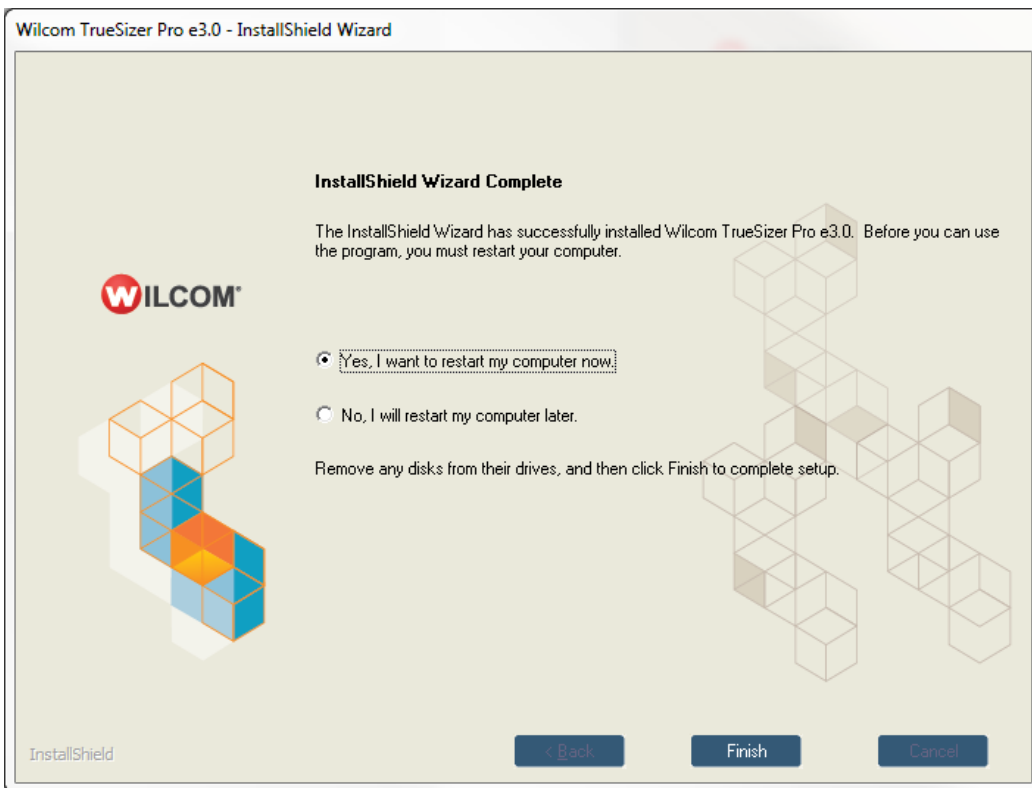 Wilcom TrueSizer Pro e3.0 - InstallShield Wizard
InstallShield Wizard Complete
The InstallShield Wizard has successfully installed Wilcom TrueSizer Pro e3.0.  Before you can use
the program, you must restart your computer.
WILCOM®
Yes, I want to restart my computer now.
No, I will restart my computer later.
Remove any disks from their drives, and then click Finish to complete setup.
InstallShield
< Back
Finish
Cancel